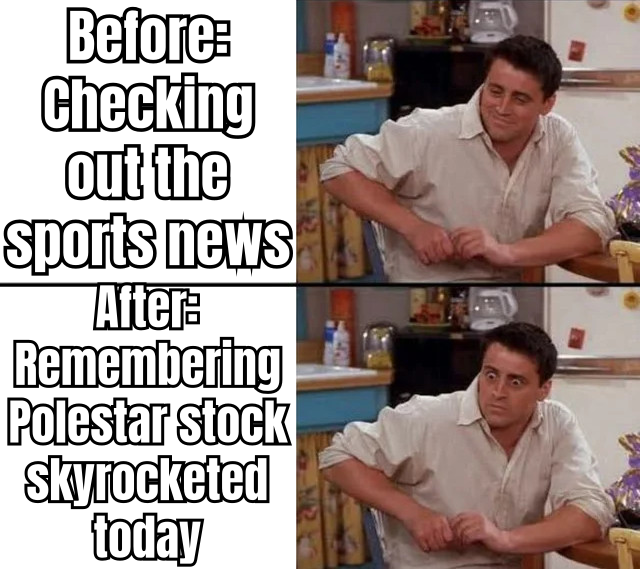 Before:
Checking
out the
sports news
After:
Remembering
Polestar stock
skyrocketed
today